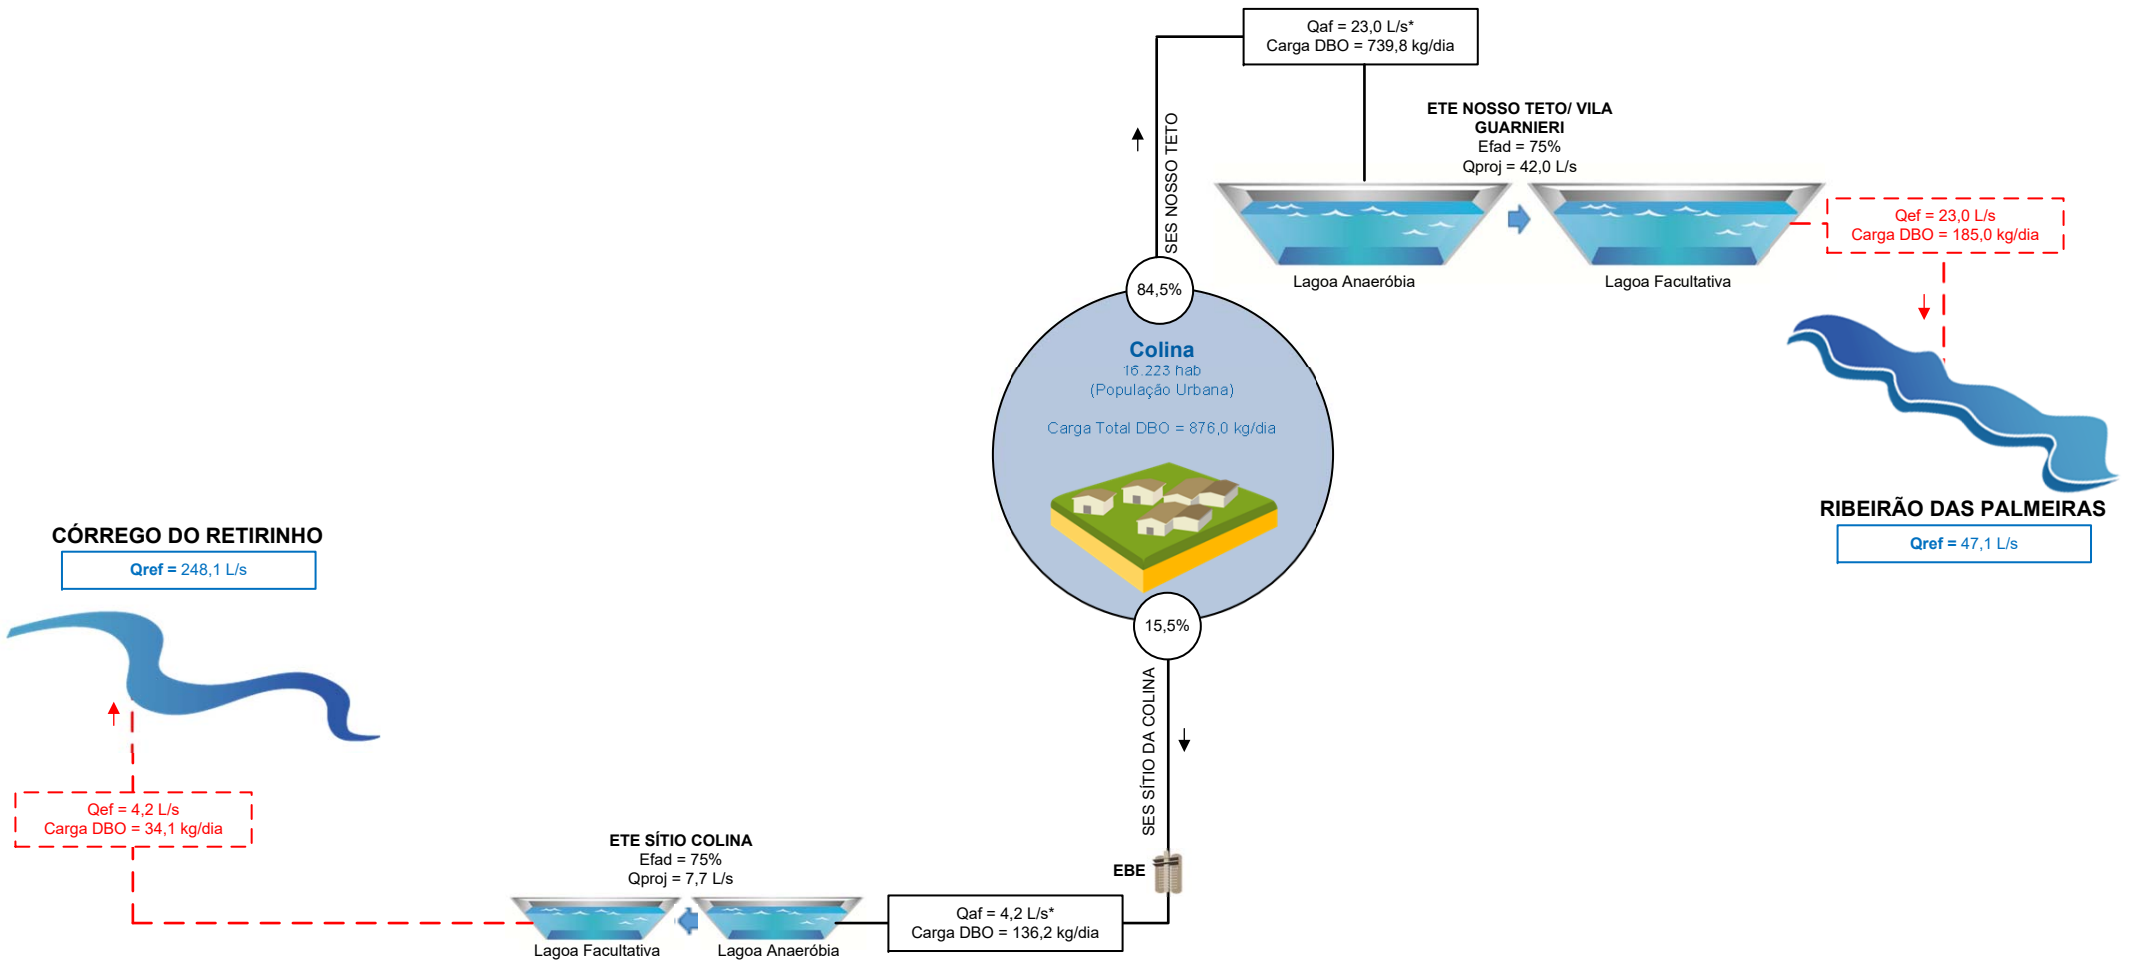 Qaf = 23,0 L/s*
Carga DBO = 739,8 kg/dia
ETE NOSSO TETO/ VILA
GUARNIERI
Efad = 75%
Qproj = 42,0 L/s
SES NOSSO TETO
Lagoa Anaeróbia
Lagoa Facultativa
Qef = 23,0 L/s
Carga DBO = 185,0 kg/dia
RIBEIRÃO DAS PALMEIRAS
Qref = 47,1 L/s
84,5%
Colina
16.223 hab
(População Urbana)
Carga Total DBO = 876,0 kg/dia
15,5%
SES SÍTIO DA COLINA
EBE
CÓRREGO DO RETIRINHO
Qref = 248,1 L/s
Qef = 4,2 L/s
Carga DBO = 34,1 kg/dia
ETE SÍTIO COLINA
Efad = 75%
Qproj = 7,7 L/s
Lagoa Facultativa
Lagoa Anaeróbia
Qaf = 4,2 L/s*
Carga DBO = 136,2 kg/dia